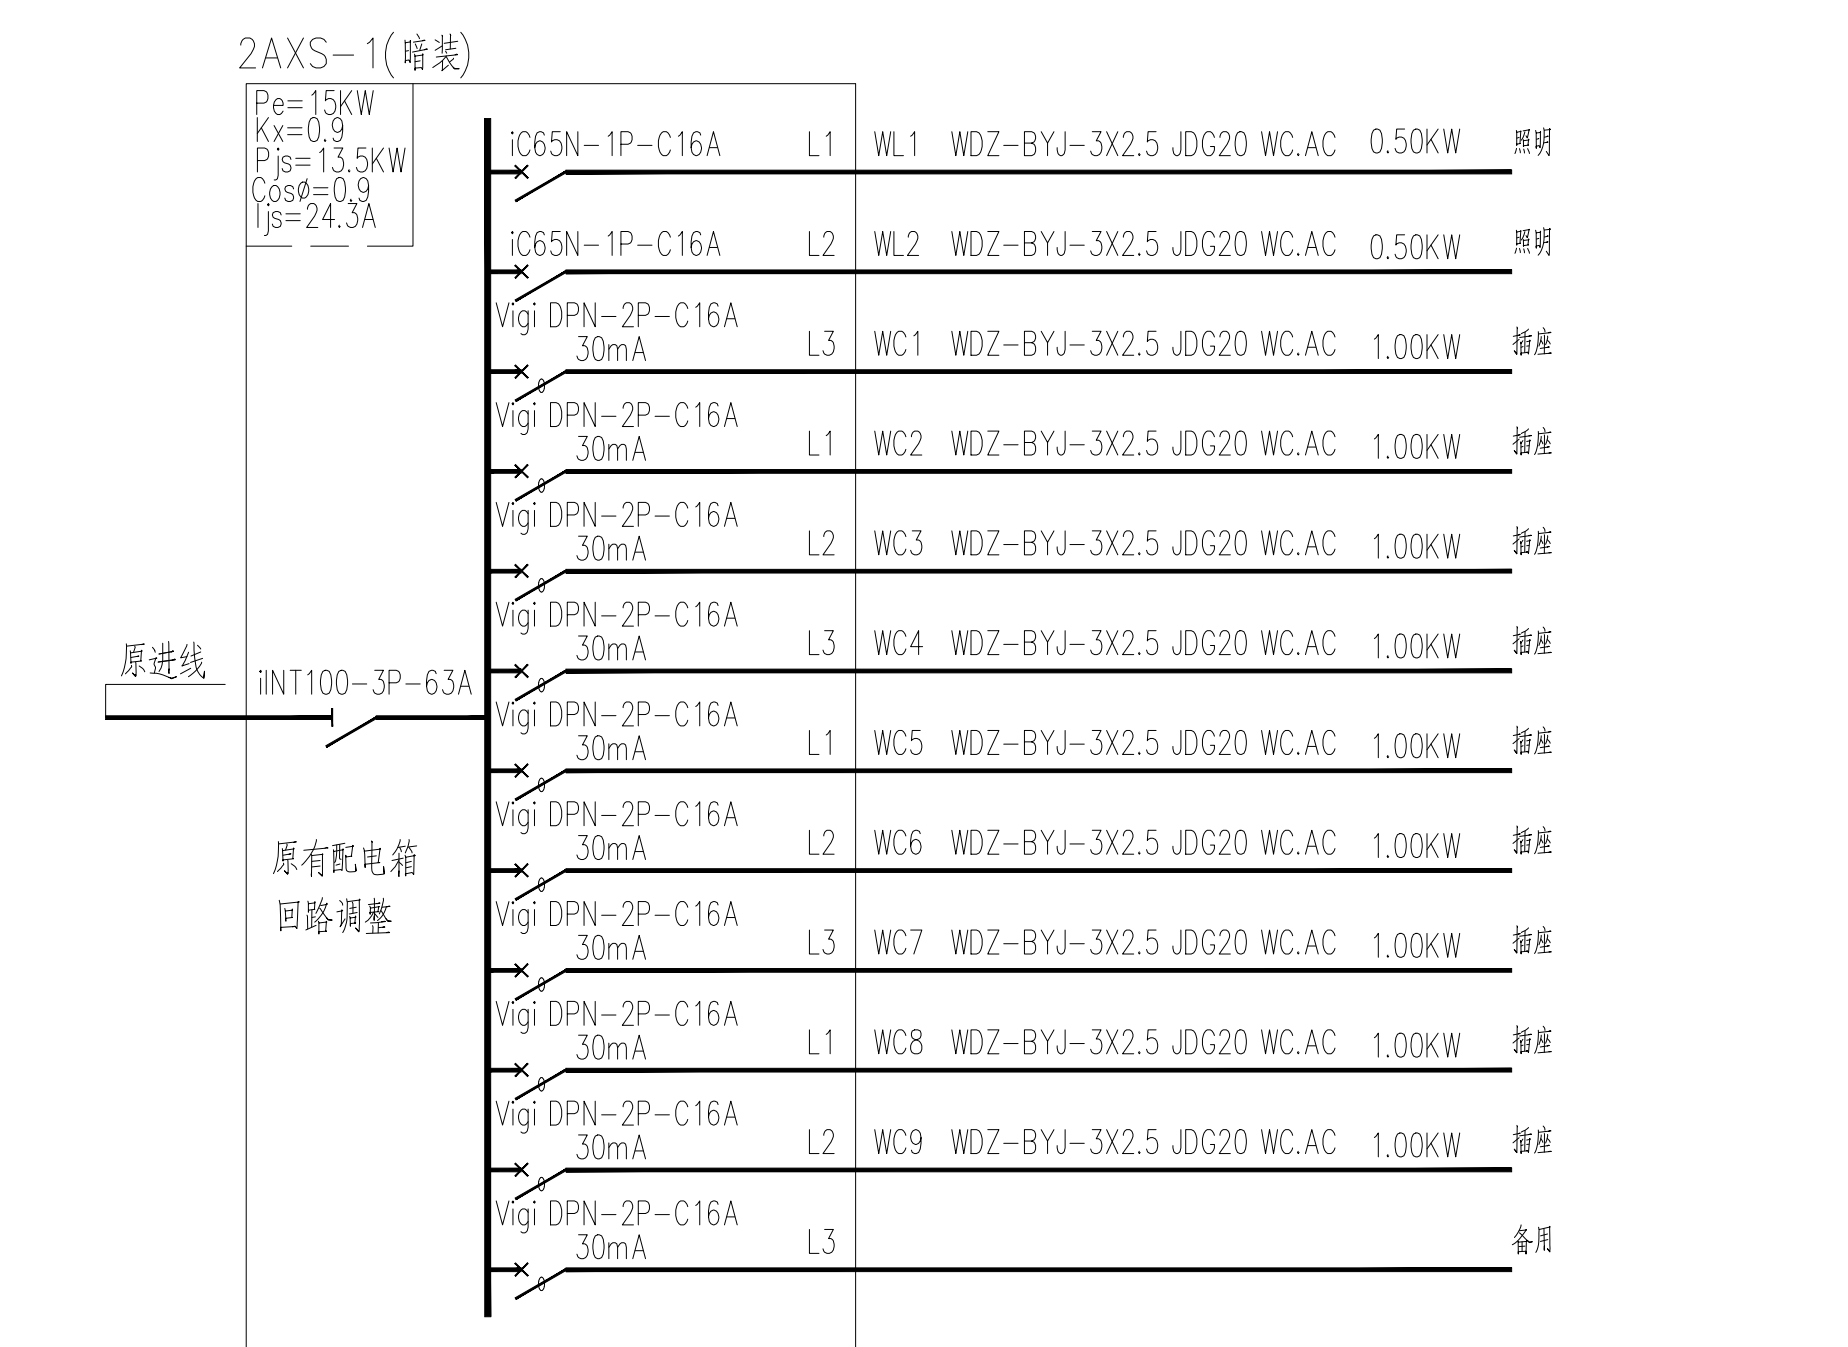 2AXS-1(暗装)
Pe=15KW
Kx=0.9
Pjs=13.5KW
Cosø=0.9
Ijs=24.3A
iC65N-1P-C16A L1 WL1 WDZ-BYJ-3X2.5 JDG20 WC.AC 0.50KW 照明
iC65N-1P-C16A L2 WL2 WDZ-BYJ-3X2.5 JDG20 WC.AC 0.50KW 照明
Vigi DPN-2P-C16A
30mA L3 WC1 WDZ-BYJ-3X2.5 JDG20 WC.AC 1.00KW 插座
Vigi DPN-2P-C16A
30mA L1 WC2 WDZ-BYJ-3X2.5 JDG20 WC.AC 1.00KW 插座
Vigi DPN-2P-C16A
30mA L2 WC3 WDZ-BYJ-3X2.5 JDG20 WC.AC 1.00KW 插座
Vigi DPN-2P-C16A
30mA L3 WC4 WDZ-BYJ-3X2.5 JDG20 WC.AC 1.00KW 插座
原进线
iINT100-3P-63A
Vigi DPN-2P-C16A
30mA L1 WC5 WDZ-BYJ-3X2.5 JDG20 WC.AC 1.00KW 插座
Vigi DPN-2P-C16A
30mA L2 WC6 WDZ-BYJ-3X2.5 JDG20 WC.AC 1.00KW 插座
原有配电箱
回路调整
Vigi DPN-2P-C16A
30mA L3 WC7 WDZ-BYJ-3X2.5 JDG20 WC.AC 1.00KW 插座
Vigi DPN-2P-C16A
30mA L1 WC8 WDZ-BYJ-3X2.5 JDG20 WC.AC 1.00KW 插座
Vigi DPN-2P-C16A
30mA L2 WC9 WDZ-BYJ-3X2.5 JDG20 WC.AC 1.00KW 插座
Vigi DPN-2P-C16A
30mA L3 备用